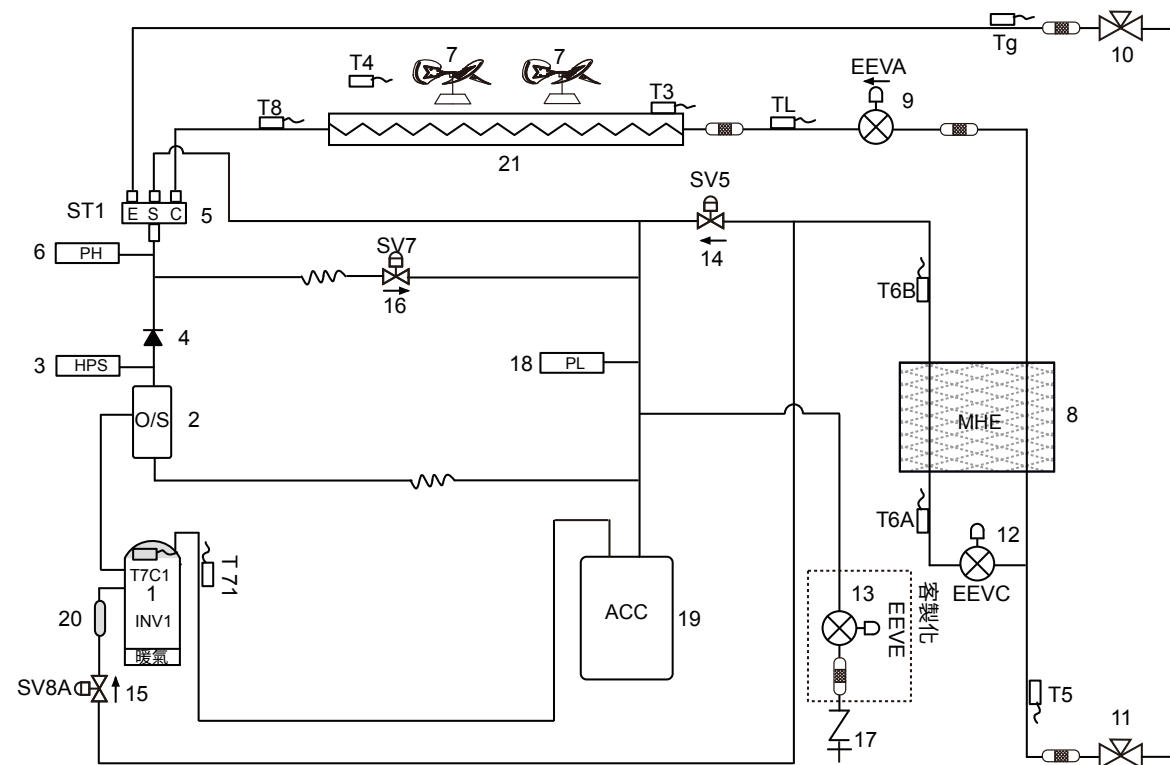 Tg
10
T4
7
7
EEVA
T8
T3
TL
9
21
ST1
E S C
5
SV5
6
PH
SV7
14
16
T6B
4
3
HPS
18
PL
O/S
2
MHE
8
T6A
12
EEVC
T7C1
1
INV1
暖氣
T 71
20
ACC
19
13
EEVE
客製化
SV8A
15
T5
11
17